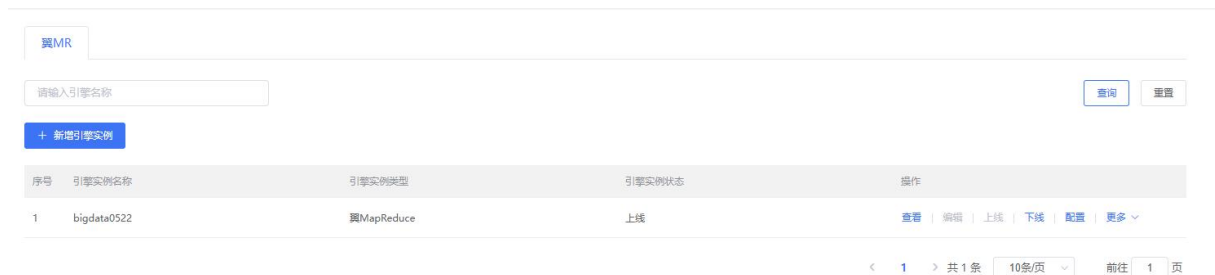 翼MR
请输入引擎名称 查询 重置
+ 新增引擎实例
序号 引擎实例名称 引擎实例类型 引擎实例状态 操作
1 bigdata0522 翼MapReduce 上线 查看 | 编辑 | 上线 | 下线 | 配置 | 更多
< 1 > 共 1 条 10条/页 前往 1 页